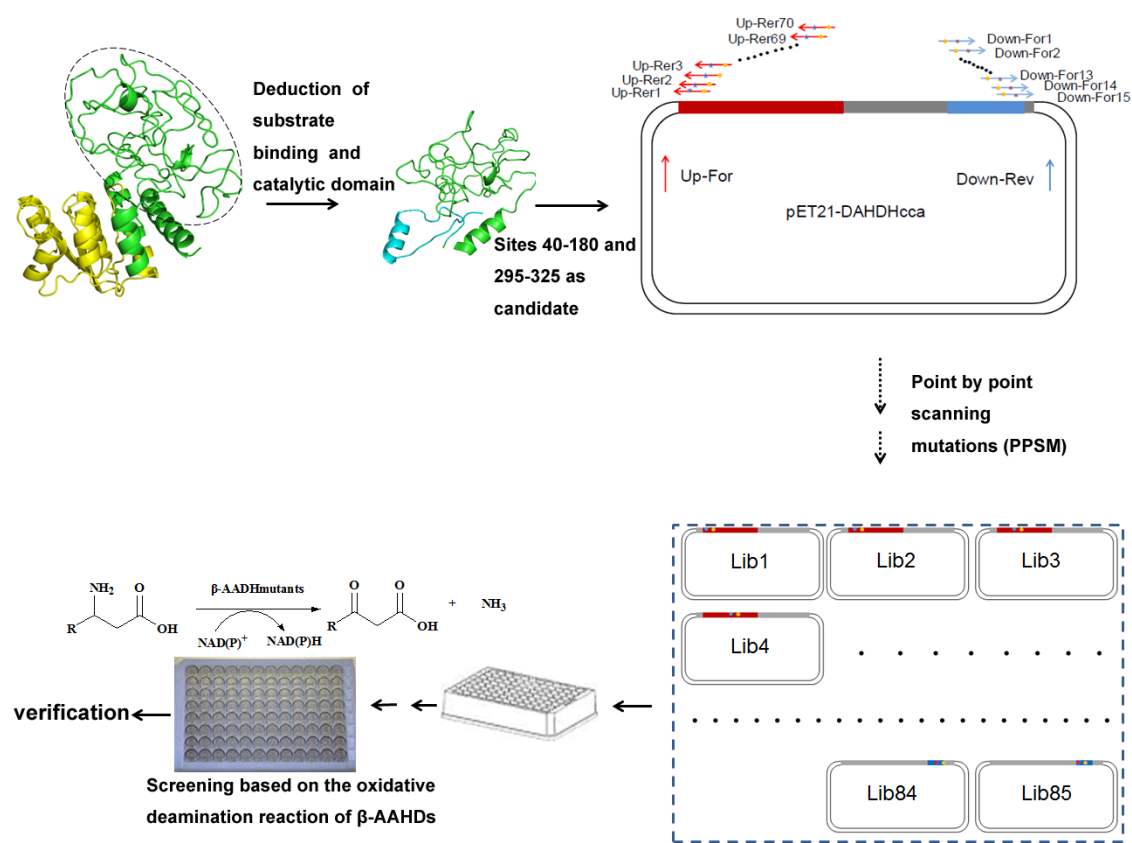 Deduction of
substrate
binding and
catalytic domain
Sites 40-180 and
295-325 as
candidate
Up-Rer70
Up-Rer69
Up-Rer3
Up-Rer2
Up-Rer1
Down-For1
Down-For2
Down-For13
Down-For14
Down-For15
Up-For
Down-Rev
pET21-DAHDHcca
Point by point
scanning
mutations (PPSM)
Lib1
Lib2
Lib3
Lib4
Lib84
Lib85
NH2 O
R
OH
β-AADHmutants
NAD(P)+
NAD(P)H
O O
R
OH
+ NH3
verification
Screening based on the oxidative
deamination reaction of β-AAHDs